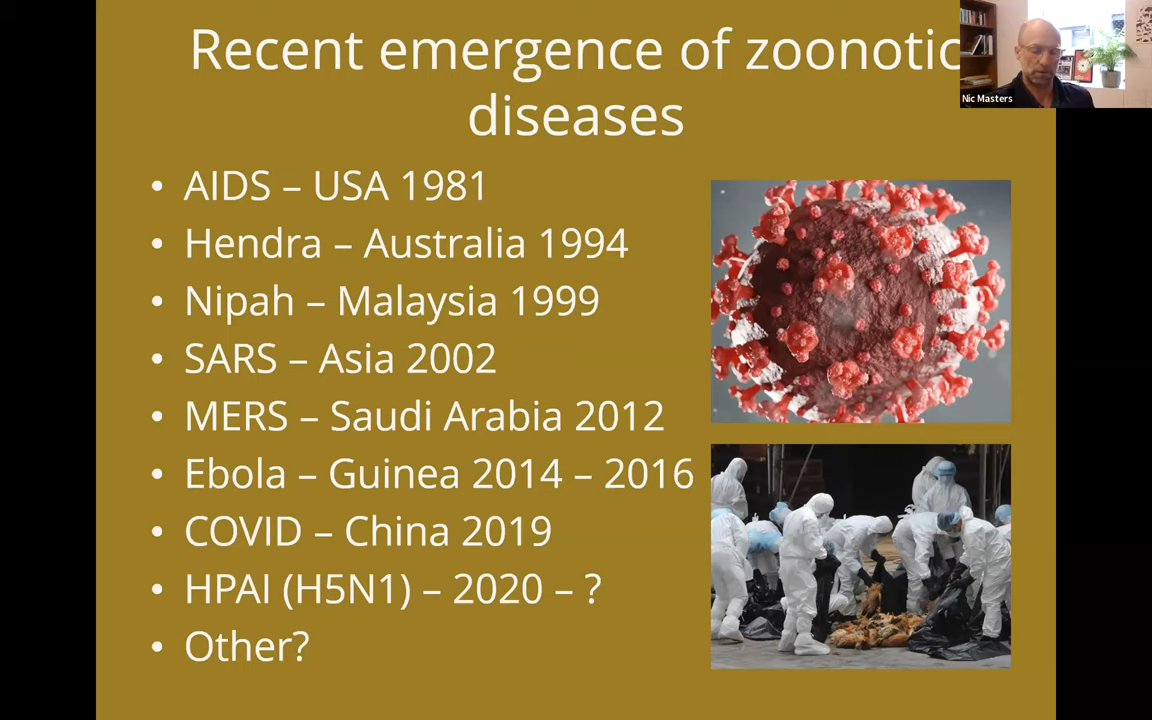 Recent emergence of zoonotic
diseases
Nic Masters
• AIDS – USA 1981
• Hendra – Australia 1994
• Nipah – Malaysia 1999
• SARS – Asia 2002
• MERS – Saudi Arabia 2012
• Ebola – Guinea 2014 – 2016
• COVID – China 2019
• HPAI (H5N1) – 2020 – ?
• Other?